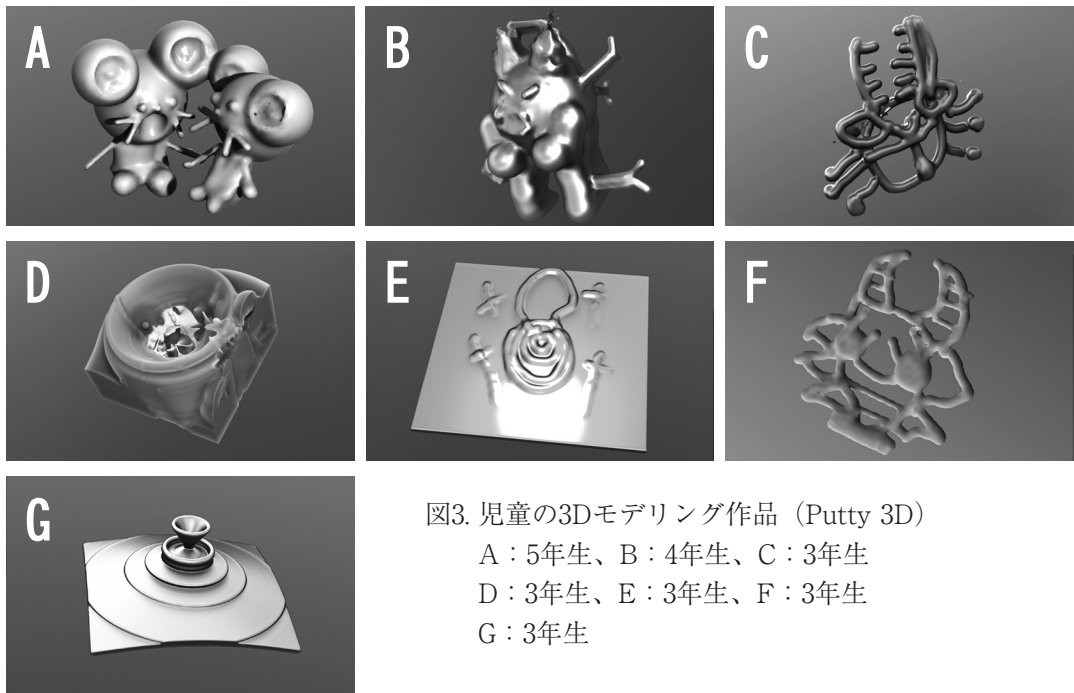 A
B
C
D
E
F
G
図3. 児童の3Dモデリング作品（Putty 3D）
A：5年生、B：4年生、C：3年生
D：3年生、E：3年生、F：3年生
G：3年生